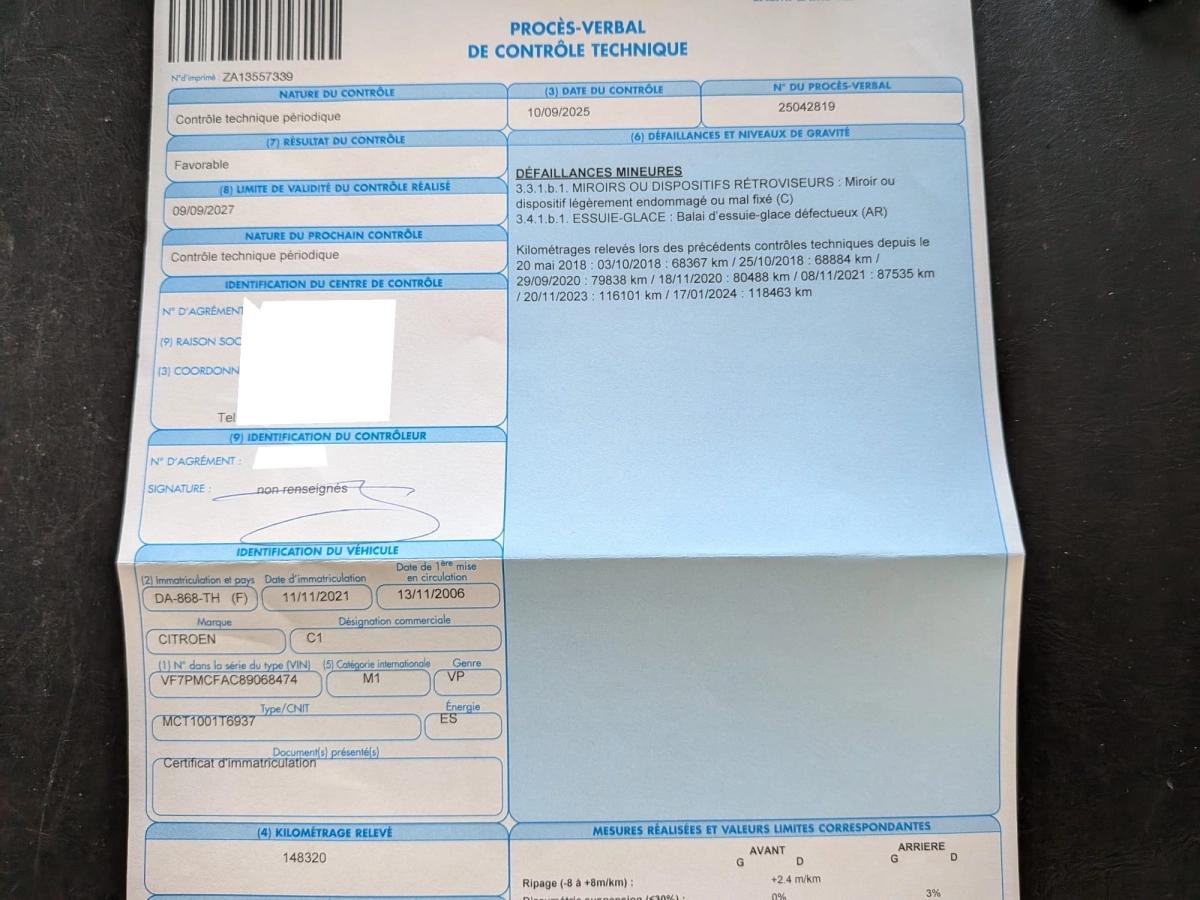 PROCÈS-VERBAL
DE CONTRÔLE TECHNIQUE
N°d'imprimé : ZA13557339
NATURE DU CONTRÔLE
Contrôle technique périodique
(3) DATE DU CONTRÔLE
10/09/2025
N° DU PROCÈS-VERBAL
25042819
(7) RÉSULTAT DU CONTRÔLE
Favorable
(8) LIMITE DE VALIDITÉ DU CONTRÔLE RÉALISÉ
09/09/2027
NATURE DU PROCHAIN CONTRÔLE
Contrôle technique périodique
IDENTIFICATION DU CENTRE DE CONTRÔLE
N° D'AGRÉMENT
(9) RAISON SOC
(3) COORDONN
Tel
(9) IDENTIFICATION DU CONTRÔLEUR
N° D'AGRÉMENT :
SIGNATURE : non renseignés
(6) DÉFAILLANCES ET NIVEAUX DE GRAVITÉ
DÉFAILLANCES MINEURES
3.3.1.b.1. MIROIRS OU DISPOSITIFS RÉTROVISEURS : Miroir ou
dispositif légèrement endommagé ou mal fixé (C)
3.4.1.b.1. ESSUIE-GLACE : Balai d'essuie-glace défectueux (AR)
Kilométrages relevés lors des précédents contrôles techniques depuis le
20 mai 2018 : 03/10/2018 : 68367 km / 25/10/2018 : 68884 km /
29/09/2020 : 79838 km / 18/11/2020 : 80488 km / 08/11/2021 : 87535 km
/ 20/11/2023 : 116101 km / 17/01/2024 : 118463 km
IDENTIFICATION DU VÉHICULE
(2) Immatriculation et pays
DA-868-TH (F)
Date d'immatriculation
11/11/2021
Date de 1ère mise
en circulation
13/11/2006
Marque
CITROEN
Désignation commerciale
C1
(1) N° dans la série du type (VIN)
VF7PMCFAC89068474
(5) Catégorie internationale
M1
Genre
VP
Type/CNIT
MCT1001T6937
Énergie
ES
Document(s) présenté(s)
Certificat d'immatriculation
(4) KILOMÉTRAGE RELEVÉ
148320
MESURES RÉALISÉES ET VALEURS LIMITES CORRESPONDANTES
AVANT ARRIERE
G D G D
Ripage (-8 à +8m/km) : +2.4 m/km
0% 3%